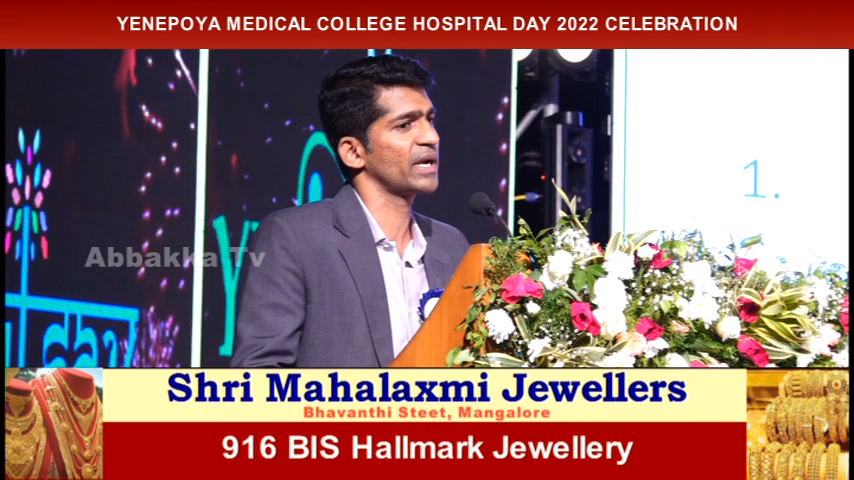 YENEPOYA MEDICAL COLLEGE HOSPITAL DAY 2022 CELEBRATION
1.
Abbakka Tv
Shri Mahalaxmi Jewellers
Bhavanthi Steet, Mangalore
916 BIS Hallmark Jewellery